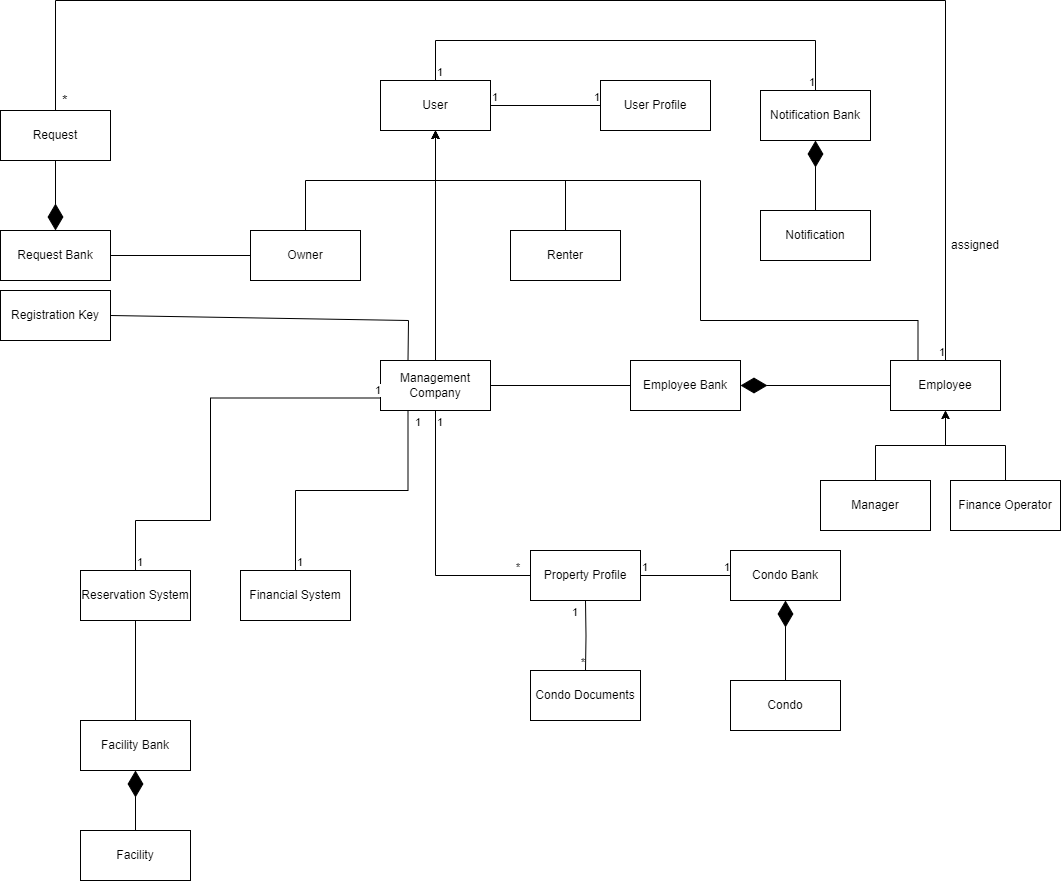 *
1
1
Request
User
1
1
User Profile
Notification Bank
Request Bank
Owner
Renter
Notification
assigned
Registration Key
1
1
Management
Company
Employee Bank
Employee
1
1
Manager
Finance Operator
1
1
*
Property Profile
1
1
Condo Bank
Reservation System
Financial System
1
*
Condo Documents
Condo
Facility Bank
Facility